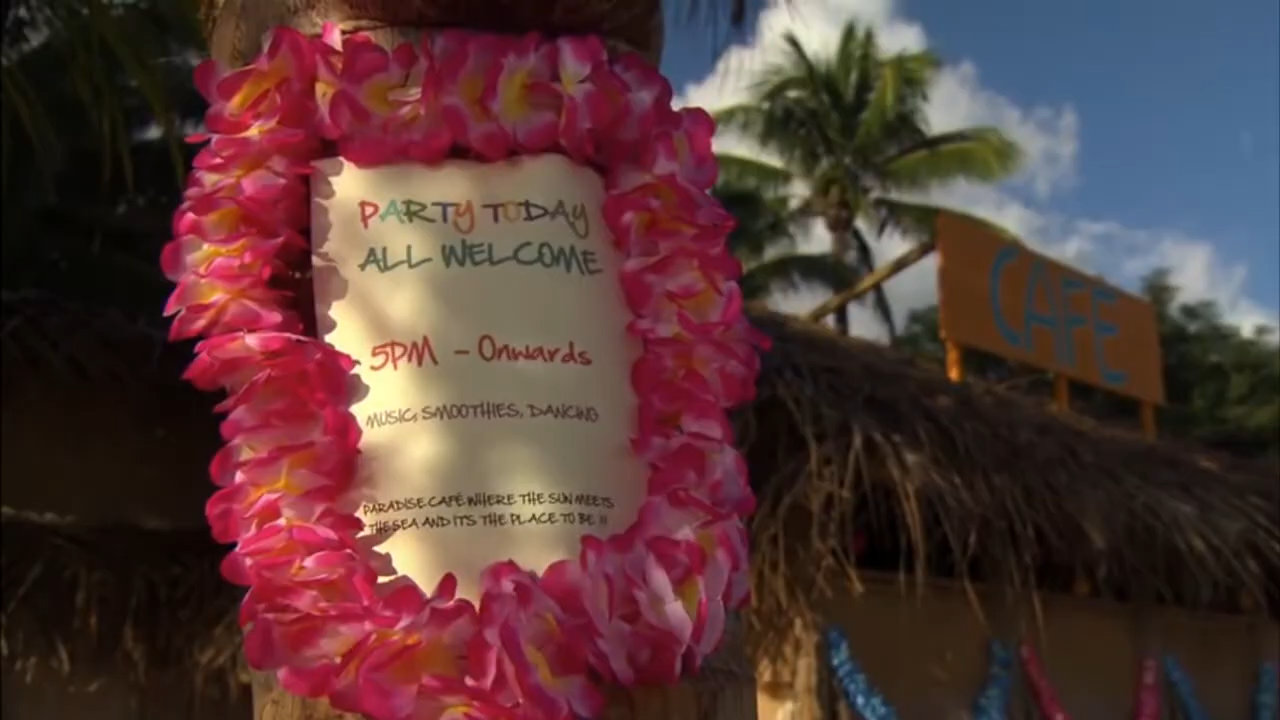 PARTY TODAY
ALL WELCOME
5PM - Onwards
MUSIC, SMOOTHIES, DANCING
PARADISE CAFÉ WHERE THE SUN MEETS
THE SEA AND ITS THE PLACE TO BE !!
CAFE